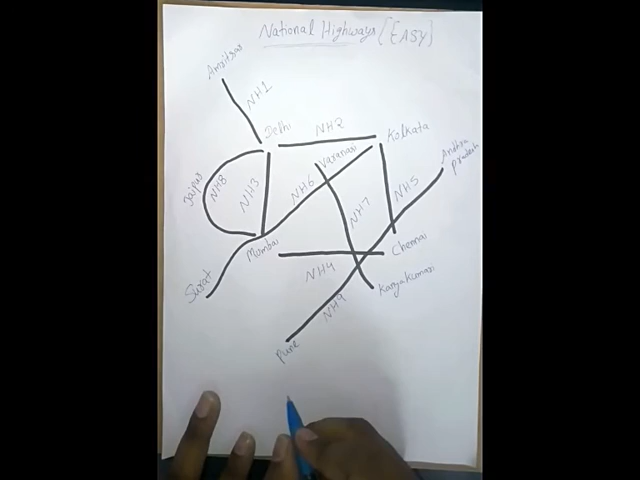 National Highways (EASY)
Amritsar
NH1
Delhi
NH2
Kolkata
Varanasi
Andhra
pradesh
Jaipur
NH8
NH3
NH6
NH7
NH5
Mumbai
Chennai
NH4
Surat
Kanyakumari
NH9
Pune